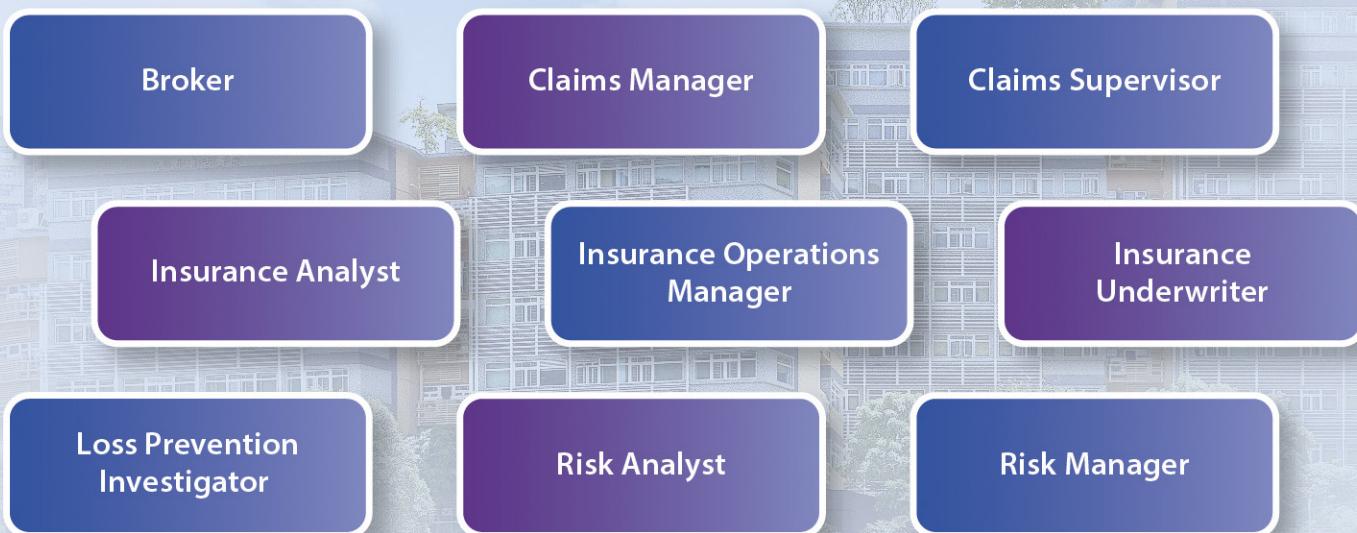 Broker
Claims Manager
Claims Supervisor
Insurance Analyst
Insurance Operations
Manager
Insurance
Underwriter
Loss Prevention
Investigator
Risk Analyst
Risk Manager